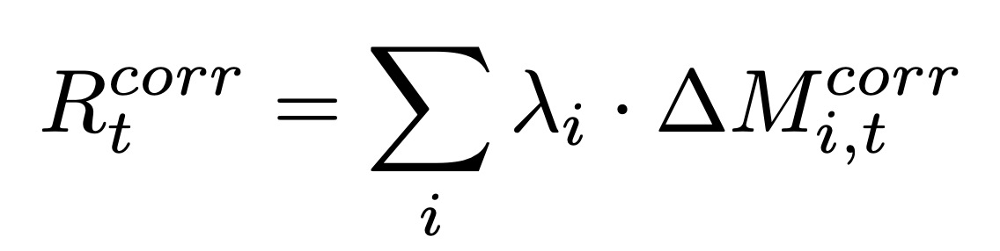 R_t^{corr} = \sum_i \lambda_i \cdot \Delta M_{i,t}^{corr}